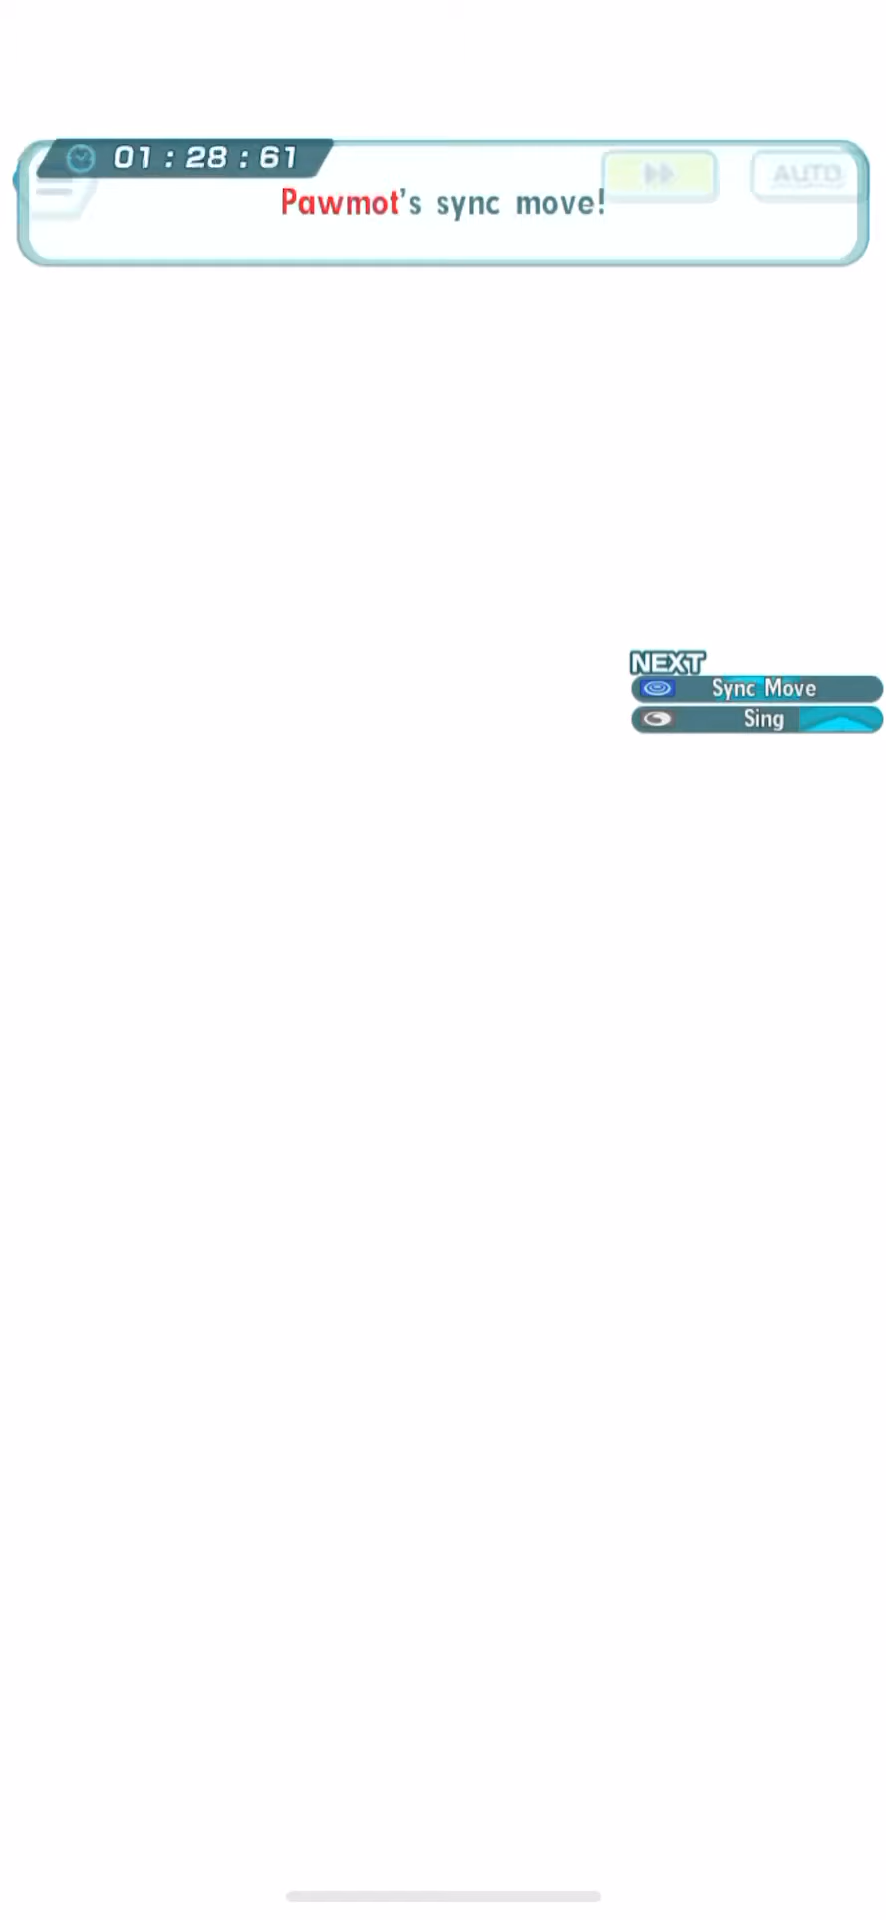 01 : 28 : 61
AUTO
Pawmot's sync move!
NEXT
Sync Move
Sing